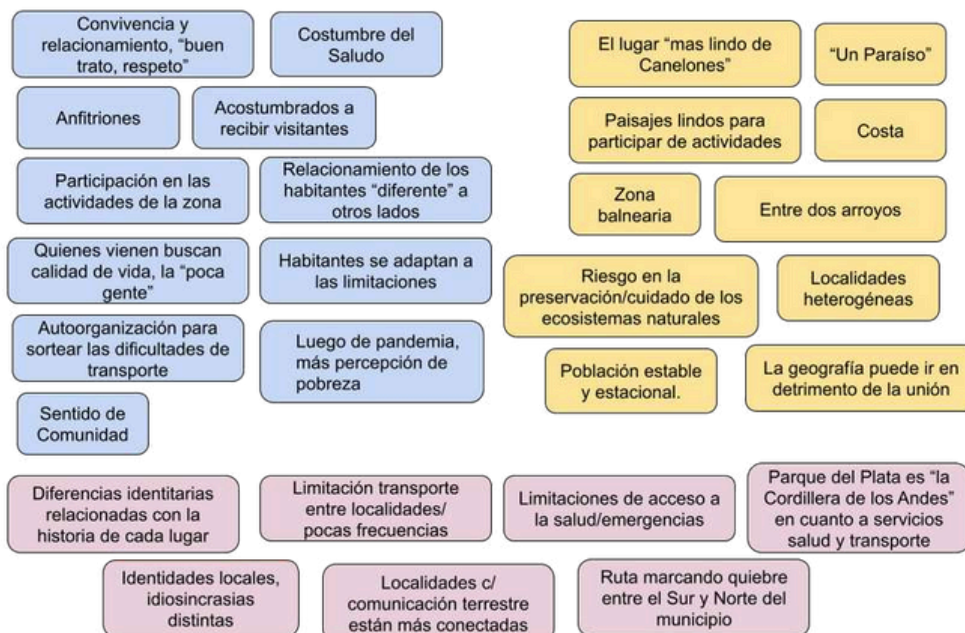 Convivencia y
relacionamiento, “buen
trato, respeto”
Costumbre del
Saludo
Anfitriones
Acostumbrados a
recibir visitantes
Participación en las
actividades de la zona
Relacionamiento de los
habitantes “diferente” a
otros lados
Quienes vienen buscan
calidad de vida, la “poca
gente”
Habitantes se adaptan a
las limitaciones
Autoorganización para
sortear las dificultades de
transporte
Luego de pandemia,
más percepción de
pobreza
Sentido de
Comunidad
El lugar “mas lindo de
Canelones”
“Un Paraíso”
Paisajes lindos para
participar de actividades
Costa
Zona
balnearia
Entre dos arroyos
Riesgo en la
preservación/cuidado de los
ecosistemas naturales
Localidades
heterogéneas
Población estable
y estacional.
La geografía puede ir en
detrimento de la unión
Diferencias identitarias
relacionadas con la
historia de cada lugar
Limitación transporte
entre localidades/
pocas frecuencias
Limitaciones de acceso a
la salud/emergencias
Parque del Plata es “la
Cordillera de los Andes”
en cuanto a servicios
salud y transporte
Identidades locales,
idiosincrasias
distintas
Localidades c/
comunicación terrestre
están más conectadas
Ruta marcando quiebre
entre el Sur y Norte del
municipio